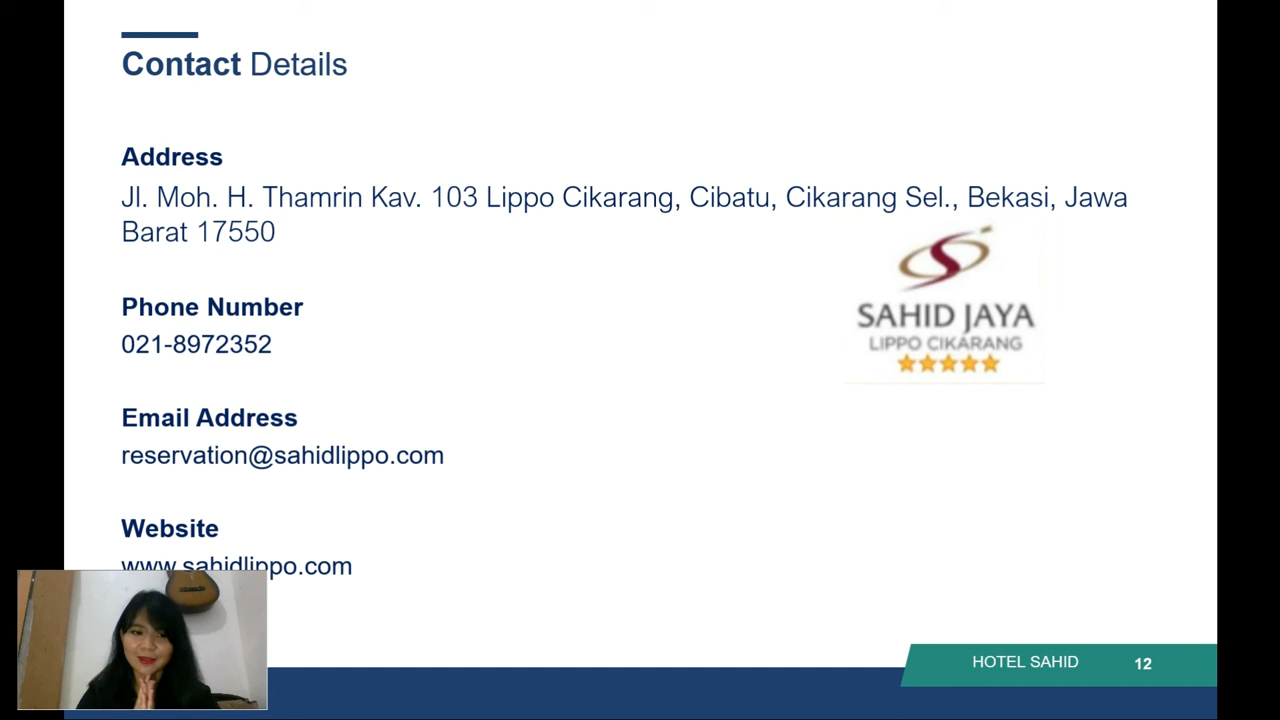 Contact Details
Address
Jl. Moh. H. Thamrin Kav. 103 Lippo Cikarang, Cibatu, Cikarang Sel., Bekasi, Jawa
Barat 17550
SAHID JAYA
LIPPO CIKARANG
Phone Number
021-8972352
Email Address
reservation@sahidlippo.com
Website
www.sahidlippo.com
HOTEL SAHID 12